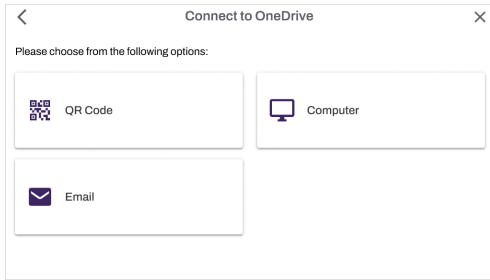 Connect to OneDrive
Please choose from the following options:
QR Code
Computer
Email